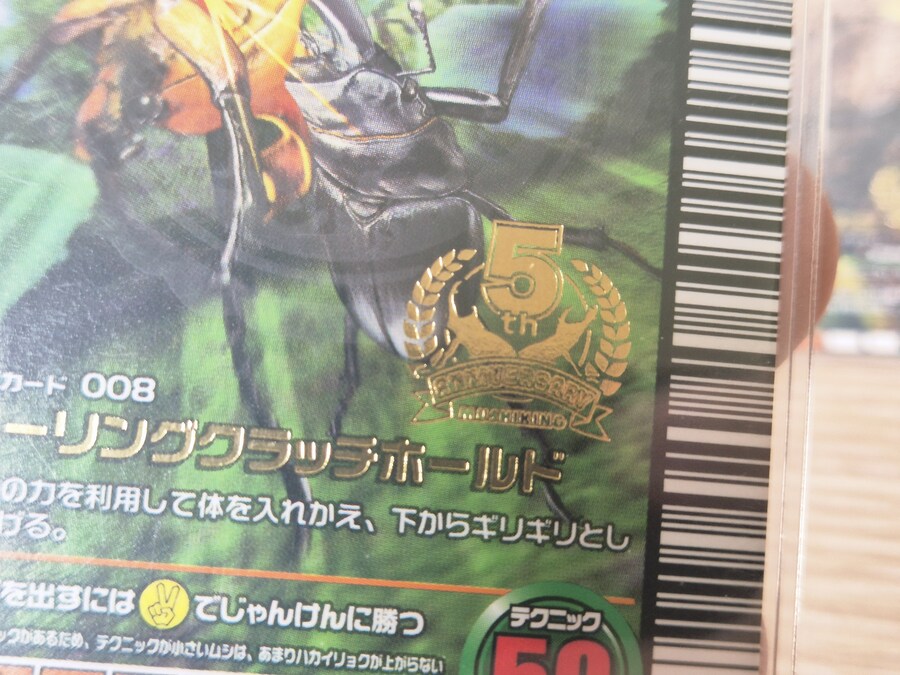 5
th
ANNIVERSARY
MUSHIKING
カード 008
ーリングクラッチホールド
の力を利用して体を入れかえ、下からギリギリとし
げる。
を出すには でじゃんけんに勝つ
テクニック
50
ックがあるため、テクニックが小さいムシは、あまりハカイリョクが上がらない